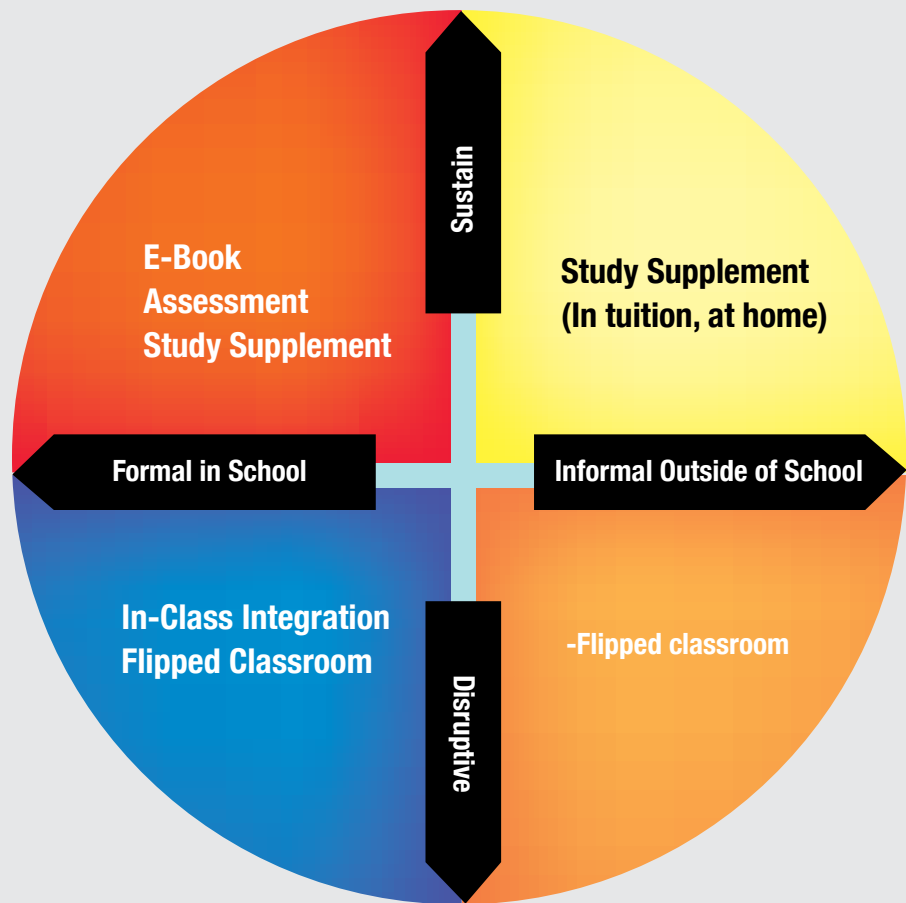 Sustain
E-Book
Assessment
Study Supplement
Study Supplement
(In tuition, at home)
Formal in School
Informal Outside of School
In-Class Integration
Flipped Classroom
-Flipped classroom
Disruptive